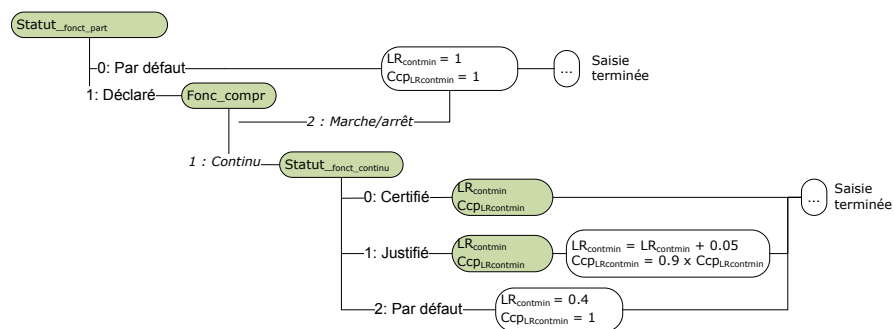 Statut_fonct_part
0: Par défaut
LRcontmin = 1
CcpLRcontmin = 1
...
Saisie
terminée
1: Déclaré
Fonc_compr
2 : Marche/arrêt
1 : Continu
Statut_fonct_continu
0: Certifié
LRcontmin
CcpLRcontmin
...
Saisie
terminée
1: Justifié
LRcontmin
CcpLRcontmin
LRcontmin = LRcontmin + 0.05
CcpLRcontmin = 0.9 x CcpLRcontmin
2: Par défaut
LRcontmin = 0.4
CcpLRcontmin = 1